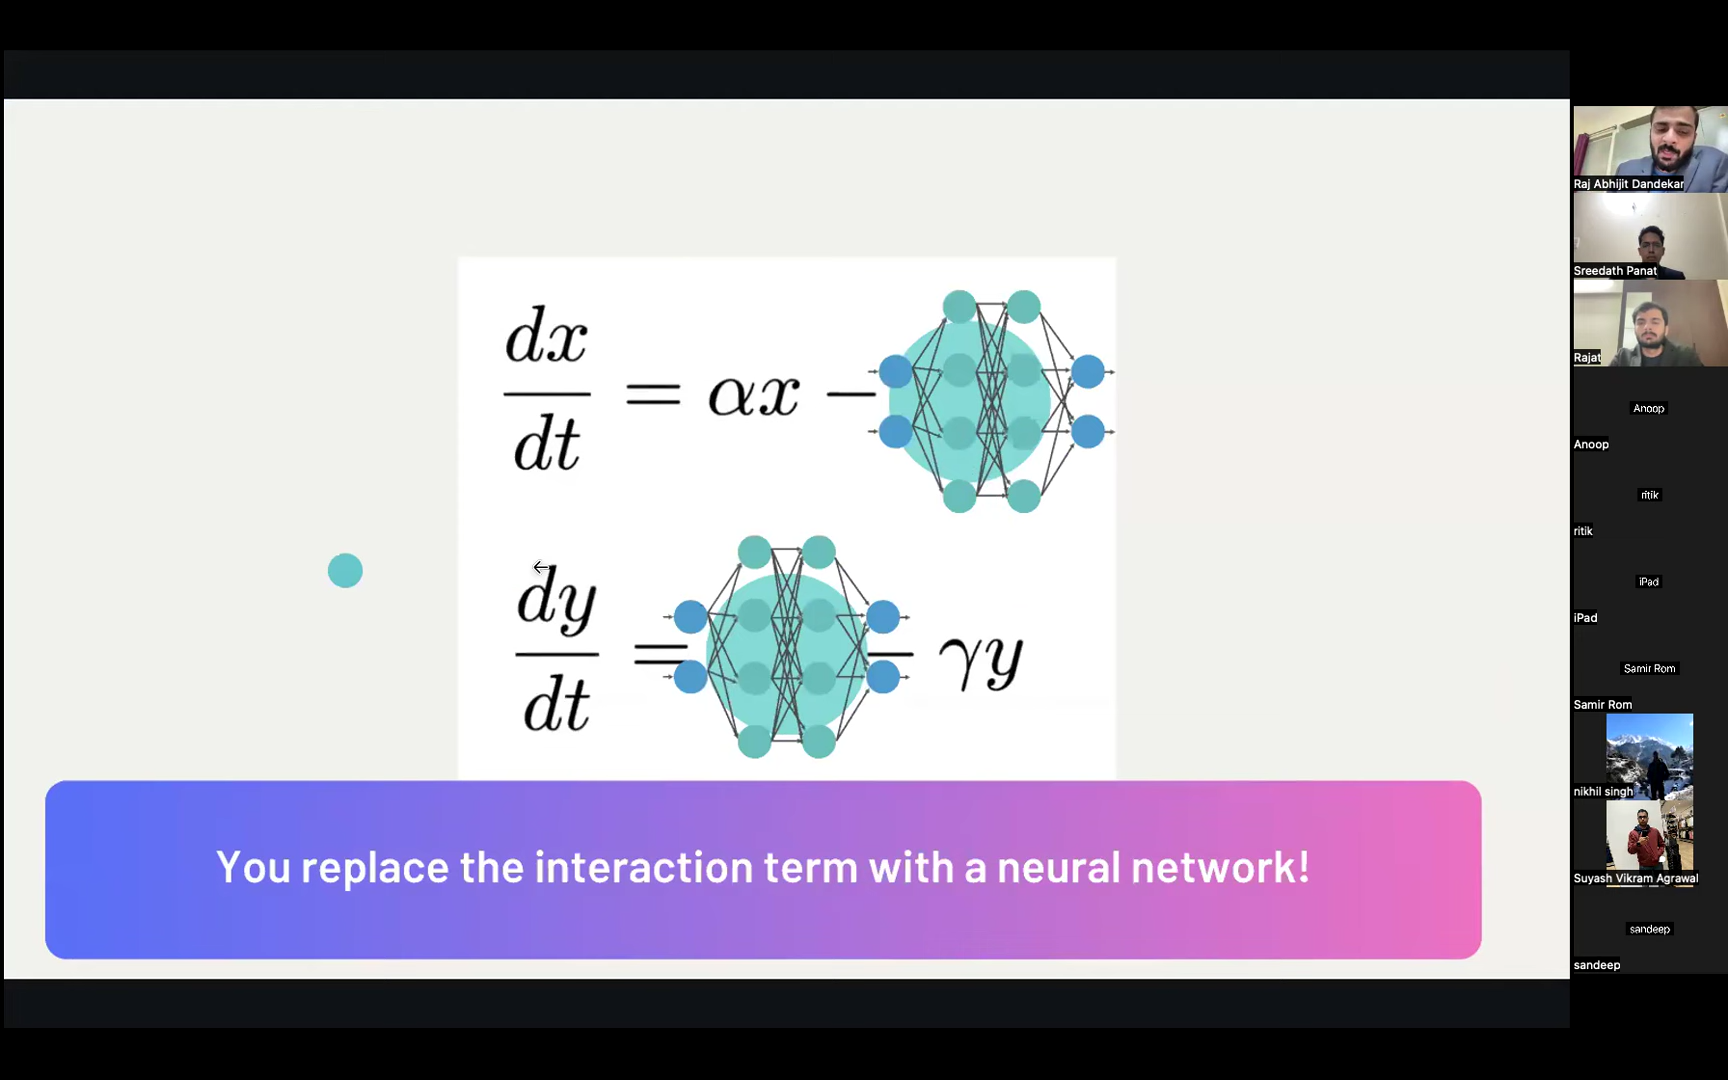 dx
dt
= αx −
dy
dt
=
− γy
You replace the interaction term with a neural network!
Raj Abhijit Dandekar
Sreedath Panat
Rajat
Anoop
Anoop
ritik
ritik
iPad
iPad
Samir Rom
Samir Rom
nikhil singh
Suyash Vikram Agrawal
sandeep
sandeep